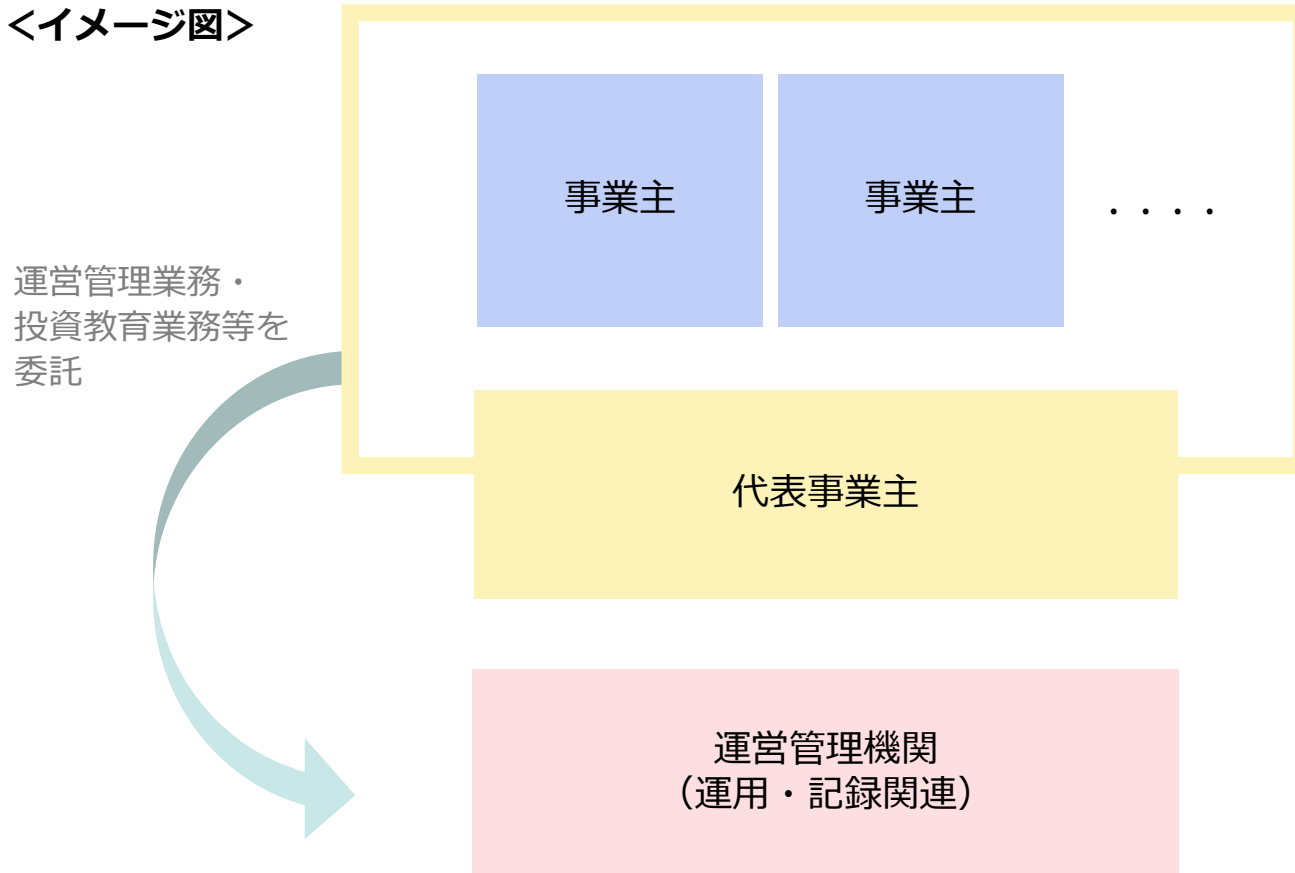 ＜イメージ図＞
事業主
事業主
．．．．
運営管理業務・
投資教育業務等を
委託
代表事業主
運営管理機関
（運用・記録関連）